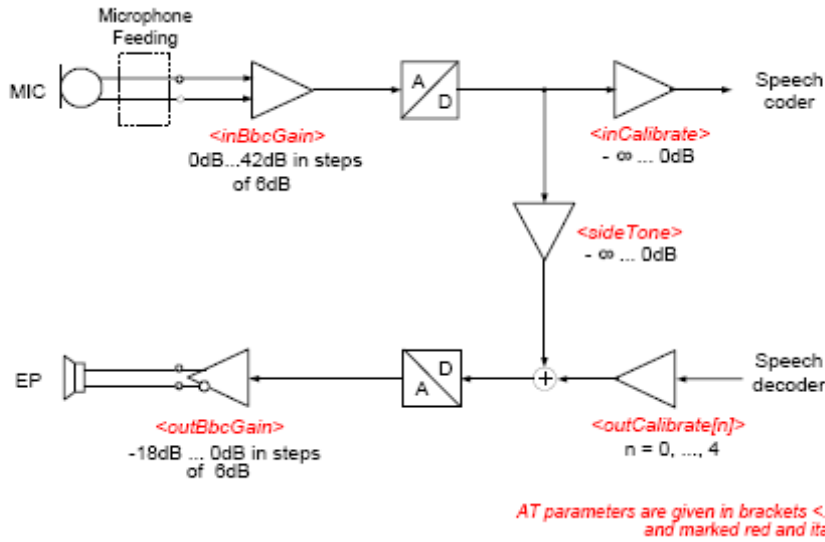 Microphone
Feeding
MIC
A
D
Speech
coder
<inBbcGain>
0dB...42dB in steps
of 6dB
<inCalibrate>
- ∞ ... 0dB
<sideTone>
- ∞ ... 0dB
EP
D
A
+
Speech
decoder
<outBbcGain>
-18dB ... 0dB in steps
of 6dB
<outCalibrate[n]>
n = 0, ..., 4
AT parameters are given in brackets <.
and marked red and ita